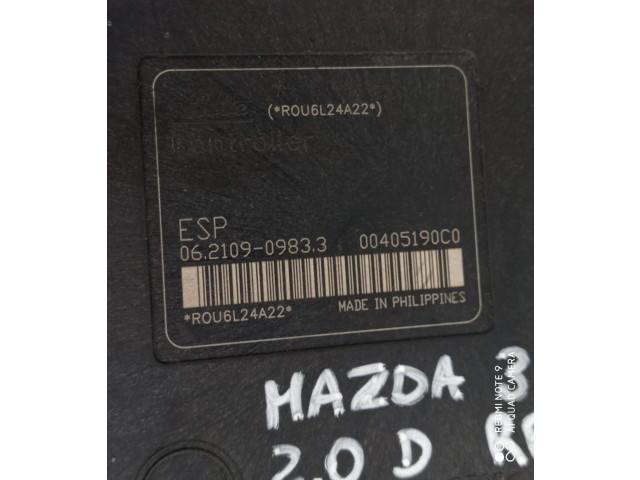 (*ROU6L24A22*)
Controller
ESP
06.2109-0983.3 00405190C0
*ROU6L24A22*
MADE IN PHILIPPINES
MAZDA 3
2.0 D
REDMI NOTE 9
AI QUAD CAMERA